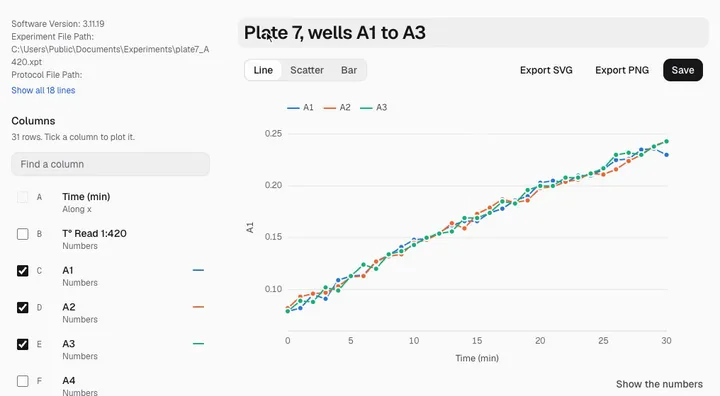 Software Version: 3.11.19
Experiment File Path:
C:\Users\Public\Documents\Experiments\plate7_A
420.xpt
Protocol File Path:
Show all 18 lines
Columns
31 rows. Tick a column to plot it.
Find a column
A Time (min)
Along x
B T° Read 1:420
Numbers
C A1
Numbers
D A2
Numbers
E A3
Numbers
F A4
Numbers
Plate 7, wells A1 to A3
Line Scatter Bar
Export SVG Export PNG Save
A1 A2 A3
0.25
0.20
0.15
0.10
A1
0 5 10 15 20 25 30
Time (min)
Show the numbers